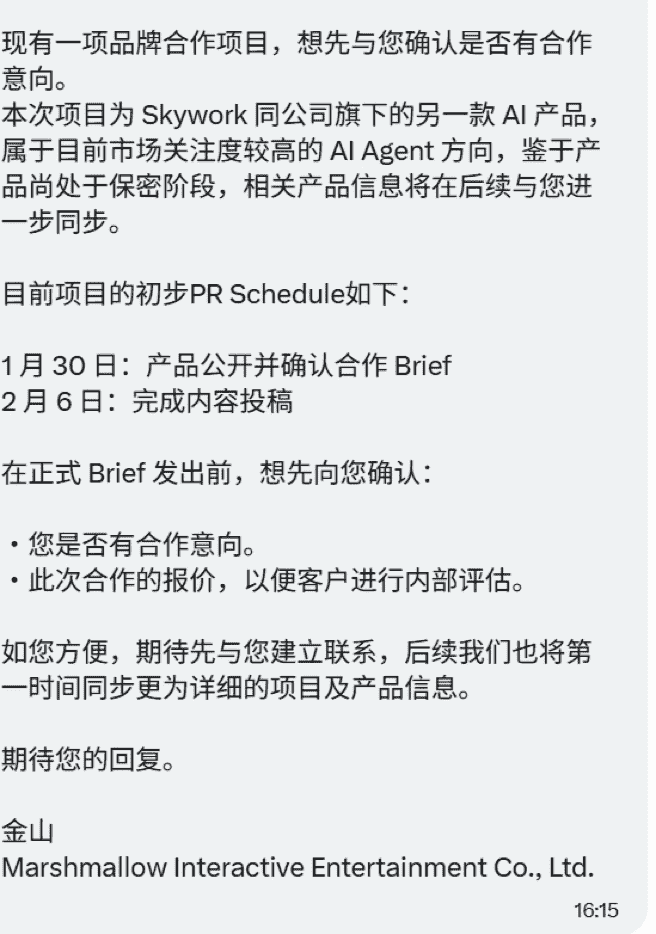 现有一项品牌合作项目，想先与您确认是否有合作
意向。
本次项目为 Skywork 同公司旗下的另一款 AI 产品，
属于目前市场关注度较高的 AI Agent 方向，鉴于产
品尚处于保密阶段，相关产品信息将在后续与您进
一步同步。
目前项目的初步PR Schedule如下：
1 月 30 日：产品公开并确认合作 Brief
2 月 6 日：完成内容投稿
在正式 Brief 发出前，想先向您确认：
・您是否有合作意向。
・此次合作的报价，以便客户进行内部评估。
如您方便，期待先与您建立联系，后续我们也将第
一时间同步更为详细的项目及产品信息。
期待您的回复。
金山
Marshmallow Interactive Entertainment Co., Ltd.
16:15